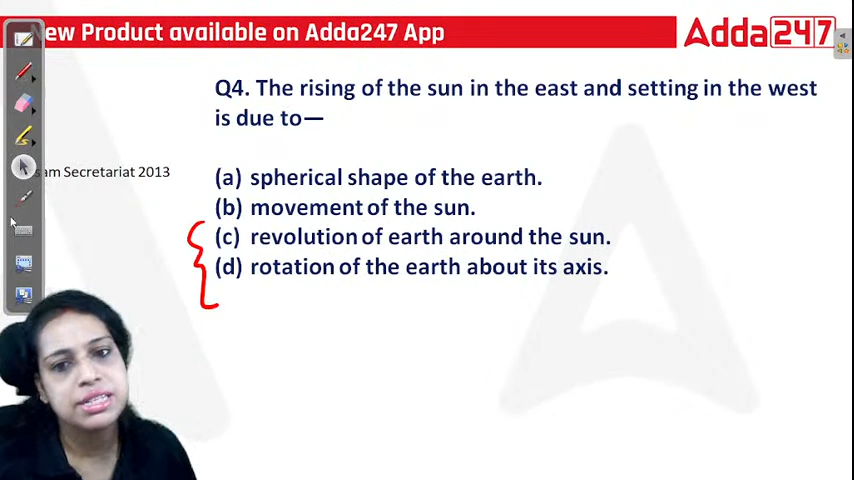 New Product available on Adda247 App
Adda247
Q4. The rising of the sun in the east and setting in the west
is due to—
sam Secretariat 2013
(a) spherical shape of the earth.
(b) movement of the sun.
(c) revolution of earth around the sun.
(d) rotation of the earth about its axis.